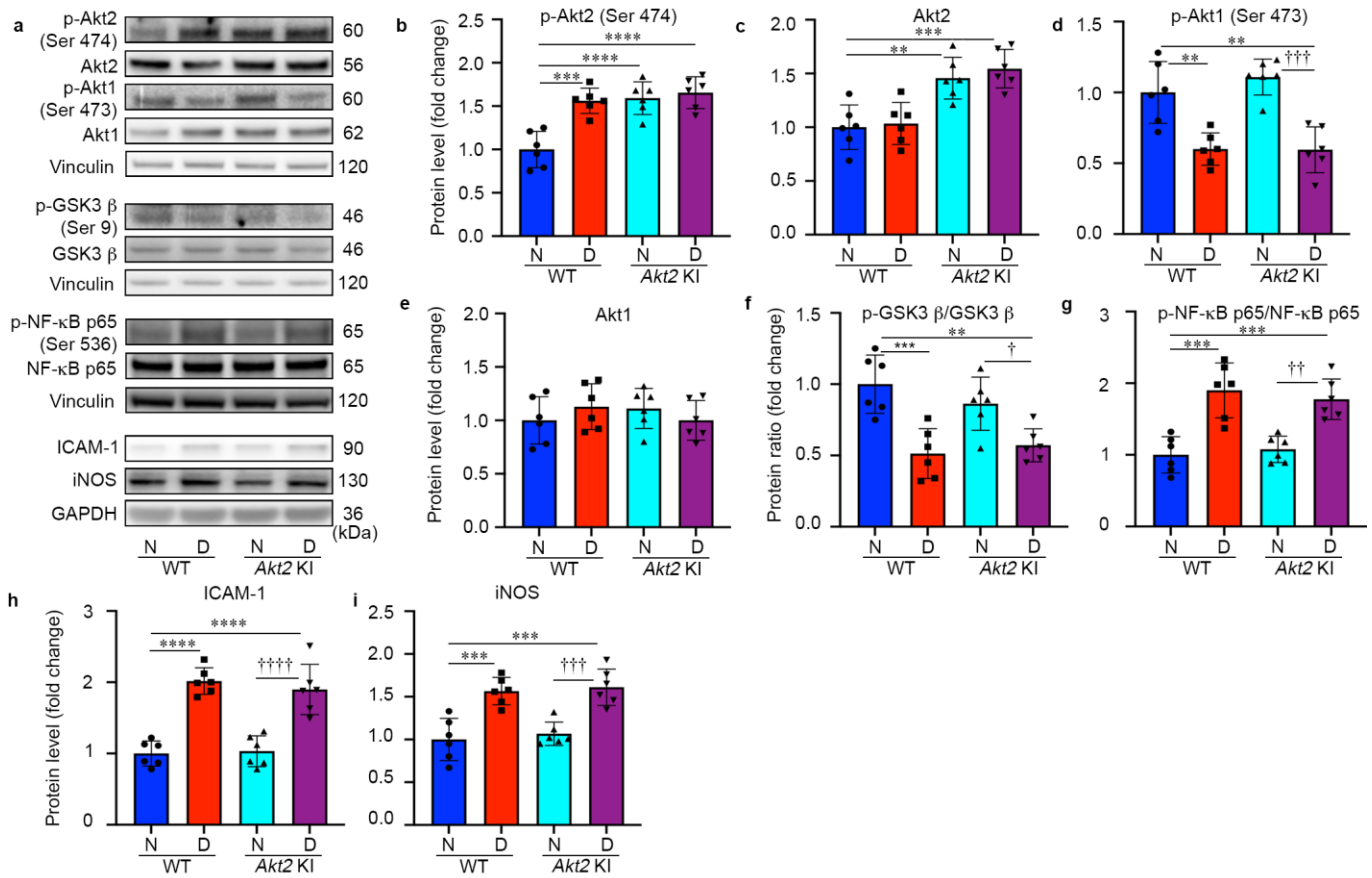 a
p-Akt2
(Ser 474)
60
Akt2
56
p-Akt1
(Ser 473)
60
Akt1
62
Vinculin
120
p-GSK3 β
(Ser 9)
46
GSK3 β
46
Vinculin
120
p-NF-κB p65
(Ser 536)
65
NF-κB p65
65
Vinculin
120
ICAM-1
90
iNOS
130
GAPDH
36
(kDa)
N D N D
WT Akt2 KI
b
p-Akt2 (Ser 474)
Protein level (fold change)
2.0
1.5
1.0
0.5
0.0
****
****
***
N D N D
WT Akt2 KI
c
Akt2
2.0
1.5
1.0
0.5
0.0
***
**
N D N D
WT Akt2 KI
d
p-Akt1 (Ser 473)
1.5
1.0
0.5
0.0
**
**
†††
N D N D
WT Akt2 KI
e
Akt1
Protein level (fold change)
2.0
1.5
1.0
0.5
0.0
N D N D
WT Akt2 KI
f
p-GSK3 β/GSK3 β
Protein ratio (fold change)
1.5
1.0
0.5
0.0
**
***
†
N D N D
WT Akt2 KI
g
p-NF-κB p65/NF-κB p65
3
2
1
0
***
***
††
N D N D
WT Akt2 KI
h
ICAM-1
Protein level (fold change)
3
2
1
0
****
****
††††
N D N D
WT Akt2 KI
i
iNOS
2.5
2.0
1.5
1.0
0.5
0.0
***
***
†††
N D N D
WT Akt2 KI